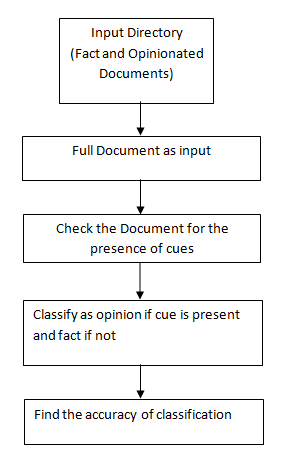 Input Directory
(Fact and Opinionated
Documents)
Full Document as input
Check the Document for the
presence of cues
Classify as opinion if cue is present
and fact if not
Find the accuracy of classification